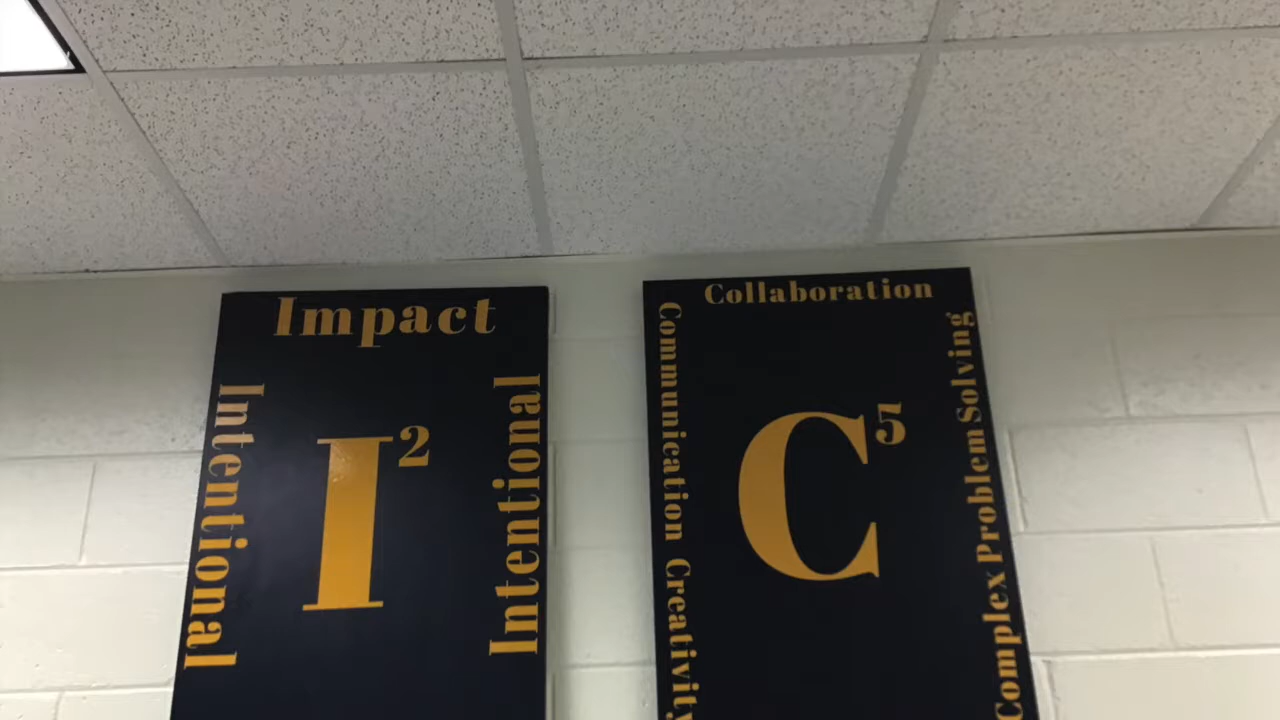 Impact
Intentional
I²
Intentional
Collaboration
Communication Creativity
C⁵
Complex Problem Solving